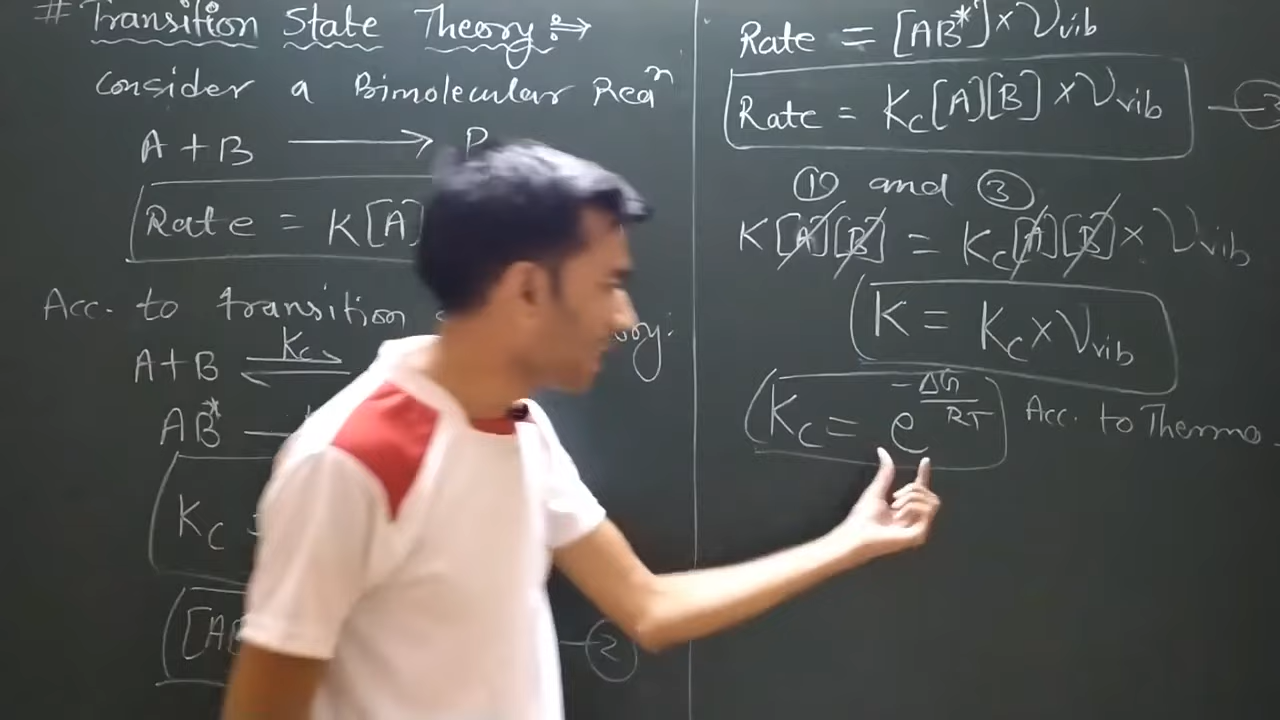 # Transition State Theory :⇒
Consider a Bimolecular Reaⁿ
A + B ⟶ P
Rate = K[A]
Acc. to transition
A+B ⇌ Kc
AB*
Kc
[AB
②
Rate = [AB*] × νvib
Rate = Kc[A][B] × νvib
① and ③
K[A][B] = Kc[A][B] × νvib
K = Kc × νvib
Kc = e^(-ΔG/RT) Acc. to Thermo.